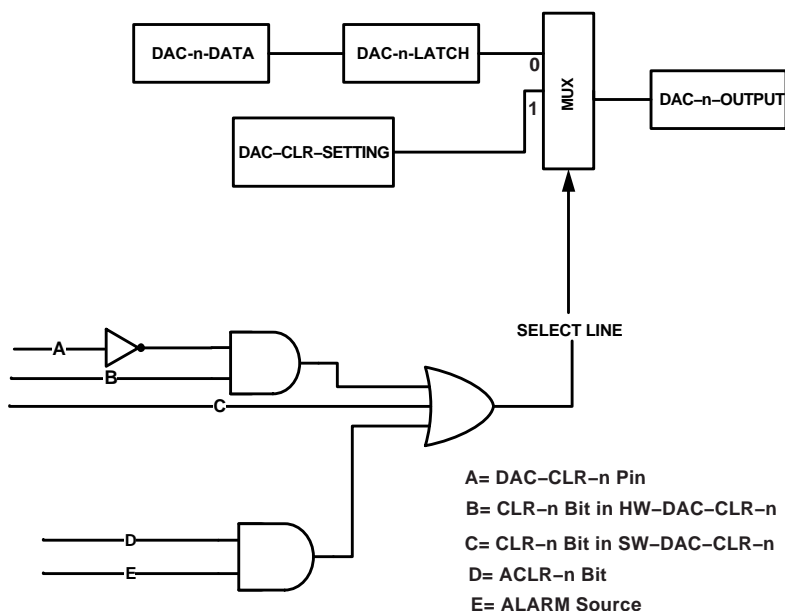 DAC-n-DATA
DAC-n-LATCH
0
1
MUX
DAC–n–OUTPUT
DAC–CLR–SETTING
SELECT LINE
A
B
C
D
E
A= DAC–CLR–n Pin
B= CLR–n Bit in HW–DAC–CLR–n
C= CLR–n Bit in SW–DAC–CLR–n
D= ACLR–n Bit
E= ALARM Source